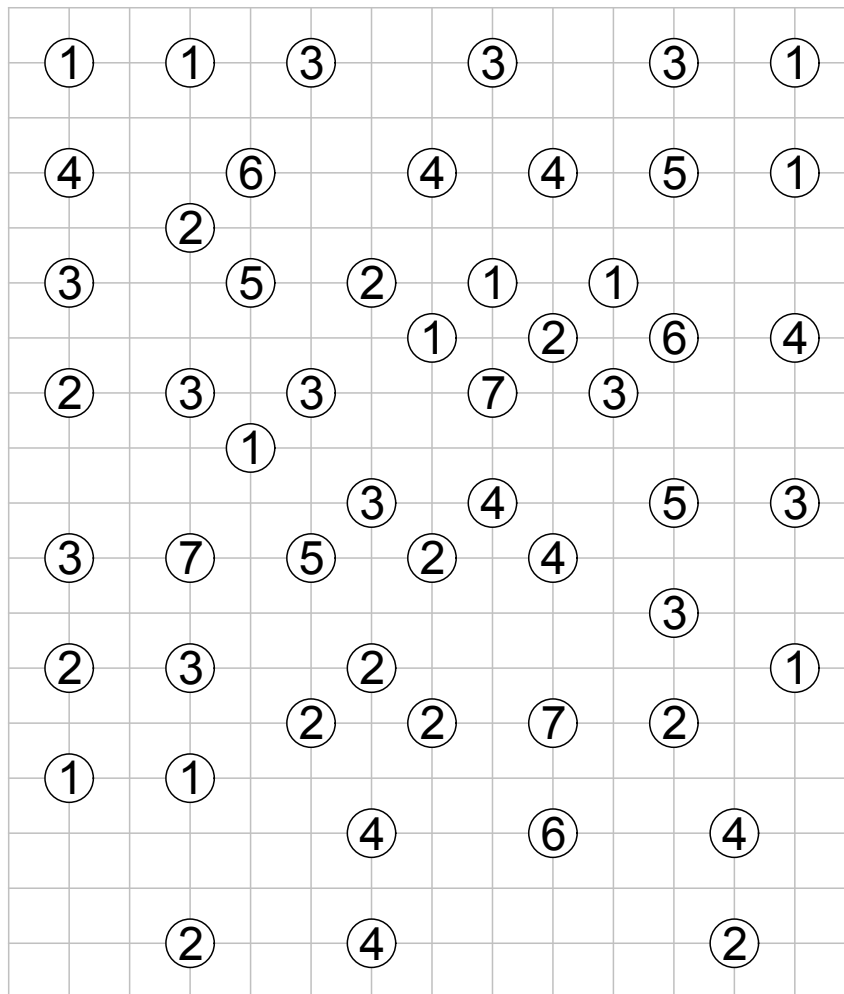 1 1 3 3 3 1
4 6 4 4 5 1
2
3 5 2 1 1
1 2 6 4
2 3 3 7 3
1
3 4 5 3
3 7 5 2 4
3
2 3 2 1
2 2 7 2
1 1
4 6 4
2 4 2